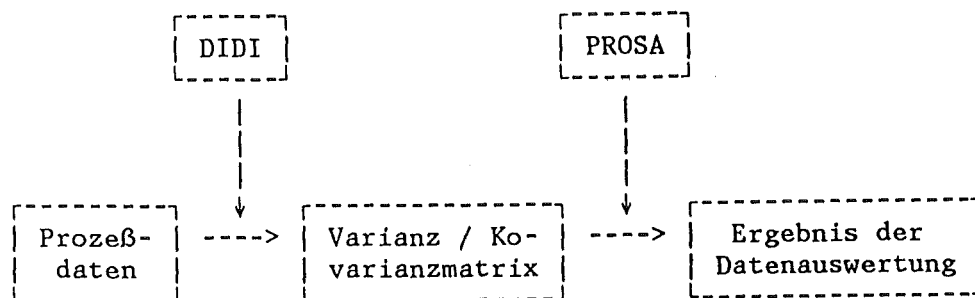 DIDI
PROSA
Prozeß-
daten
Varianz / Ko-
varianzmatrix
Ergebnis der
Datenauswertung